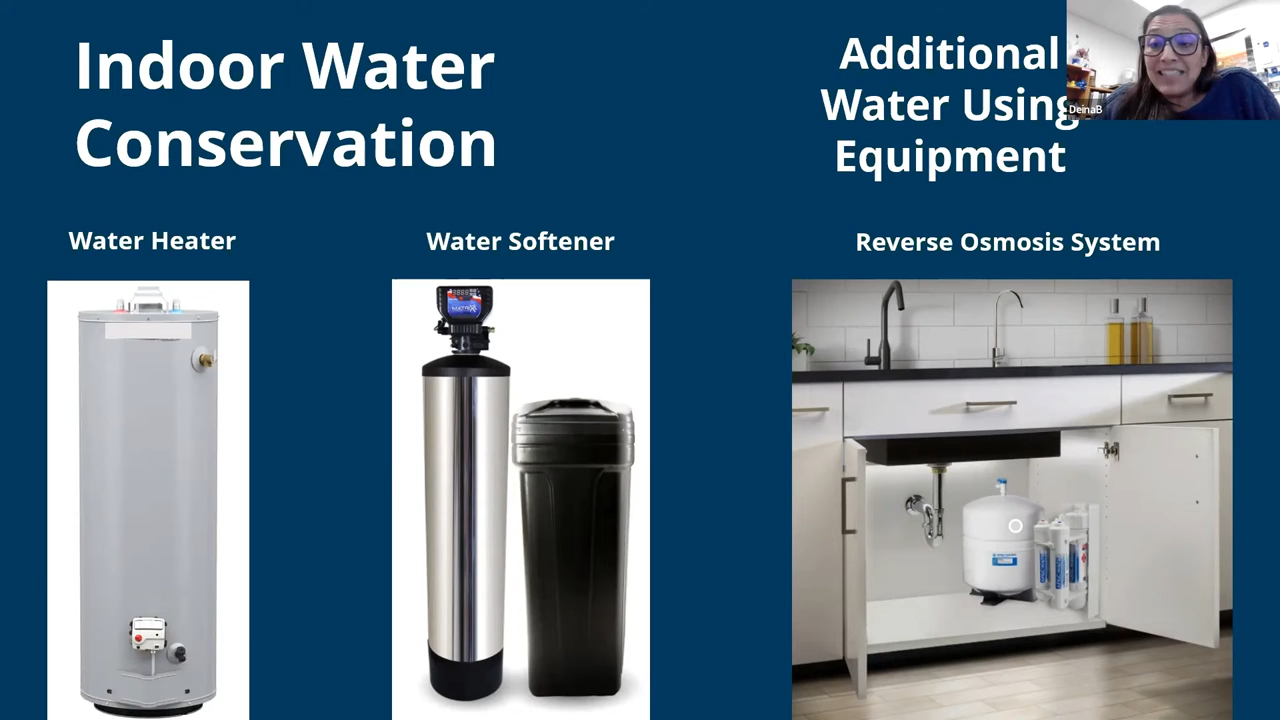 Indoor Water
Conservation
Additional
Water Using
Equipment
DeinaB
Water Heater
Water Softener
Reverse Osmosis System